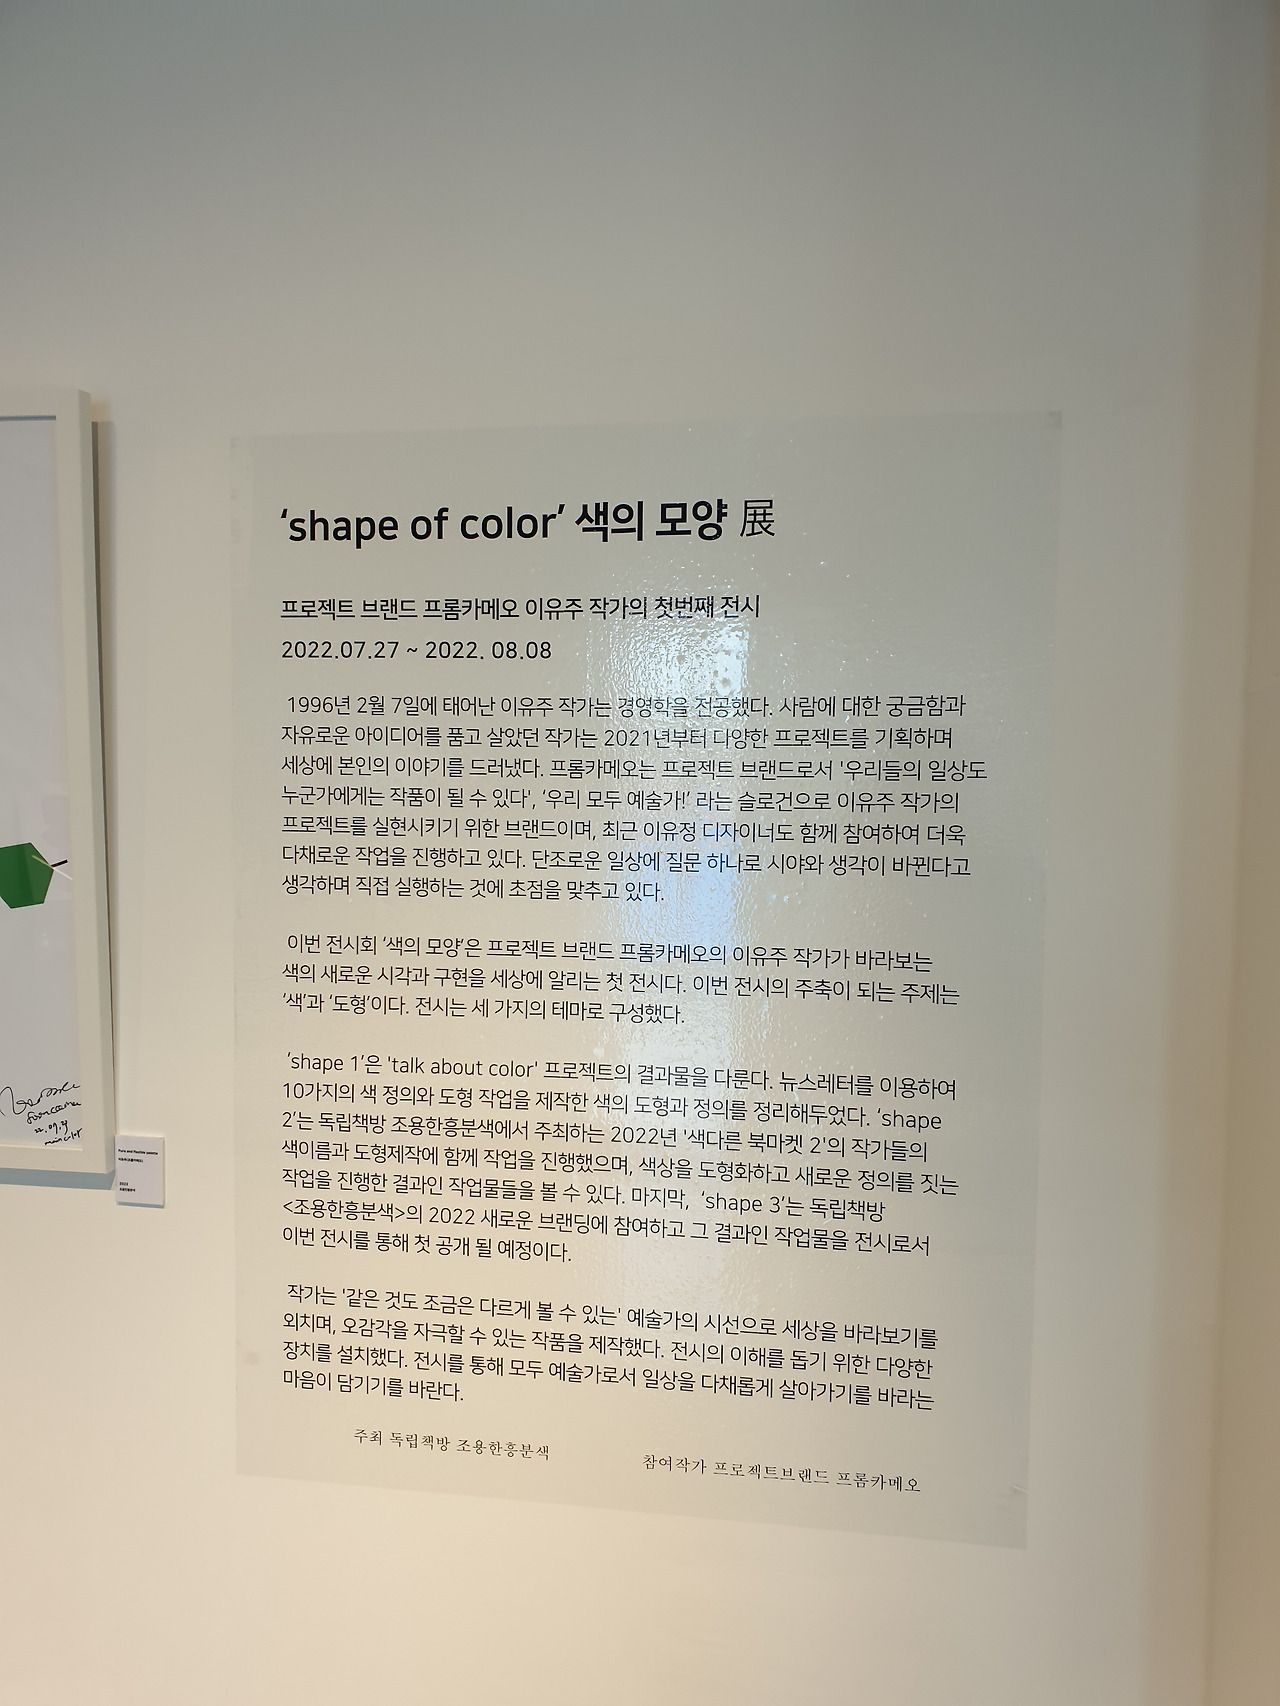 ‘shape of color’ 색의 모양 展
프로젝트 브랜드 프롬카메오 이유주 작가의 첫번째 전시
2022.07.27 ~ 2022. 08.08
1996년 2월 7일에 태어난 이유주 작가는 경영학을 전공했다. 사람에 대한 궁금함과
자유로운 아이디어를 품고 살았던 작가는 2021년부터 다양한 프로젝트를 기획하며
세상에 본인의 이야기를 드러냈다. 프롬카메오는 프로젝트 브랜드로서 '우리들의 일상도
누군가에게는 작품이 될 수 있다', ‘우리 모두 예술가!’ 라는 슬로건으로 이유주 작가의
프로젝트를 실현시키기 위한 브랜드이며, 최근 이유정 디자이너도 함께 참여하여 더욱
다채로운 작업을 진행하고 있다. 단조로운 일상에 질문 하나로 시야와 생각이 바뀐다고
생각하며 직접 실행하는 것에 초점을 맞추고 있다.
이번 전시회 ‘색의 모양’은 프로젝트 브랜드 프롬카메오의 이유주 작가가 바라보는
색의 새로운 시각과 구현을 세상에 알리는 첫 전시다. 이번 전시의 주축이 되는 주제는
‘색’과 ‘도형’이다. 전시는 세 가지의 테마로 구성했다.
‘shape 1’은 'talk about color' 프로젝트의 결과물을 다룬다. 뉴스레터를 이용하여
10가지의 색 정의와 도형 작업을 제작한 색의 도형과 정의를 정리해두었다. ‘shape
2’는 독립책방 조용한흥분색에서 주최하는 2022년 '색다른 북마켓 2'의 작가들의
색이름과 도형제작에 함께 작업을 진행했으며, 색상을 도형화하고 새로운 정의를 짓는
작업을 진행한 결과인 작업물들을 볼 수 있다. 마지막, ‘shape 3’는 독립책방
<조용한흥분색>의 2022 새로운 브랜딩에 참여하고 그 결과인 작업물을 전시로서
이번 전시를 통해 첫 공개 될 예정이다.
작가는 '같은 것도 조금은 다르게 볼 수 있는' 예술가의 시선으로 세상을 바라보기를
외치며, 오감각을 자극할 수 있는 작품을 제작했다. 전시의 이해를 돕기 위한 다양한
장치를 설치했다. 전시를 통해 모두 예술가로서 일상을 다채롭게 살아가기를 바라는
마음이 담기기를 바란다.
주최 독립책방 조용한흥분색
참여작가 프로젝트브랜드 프롬카메오
2022